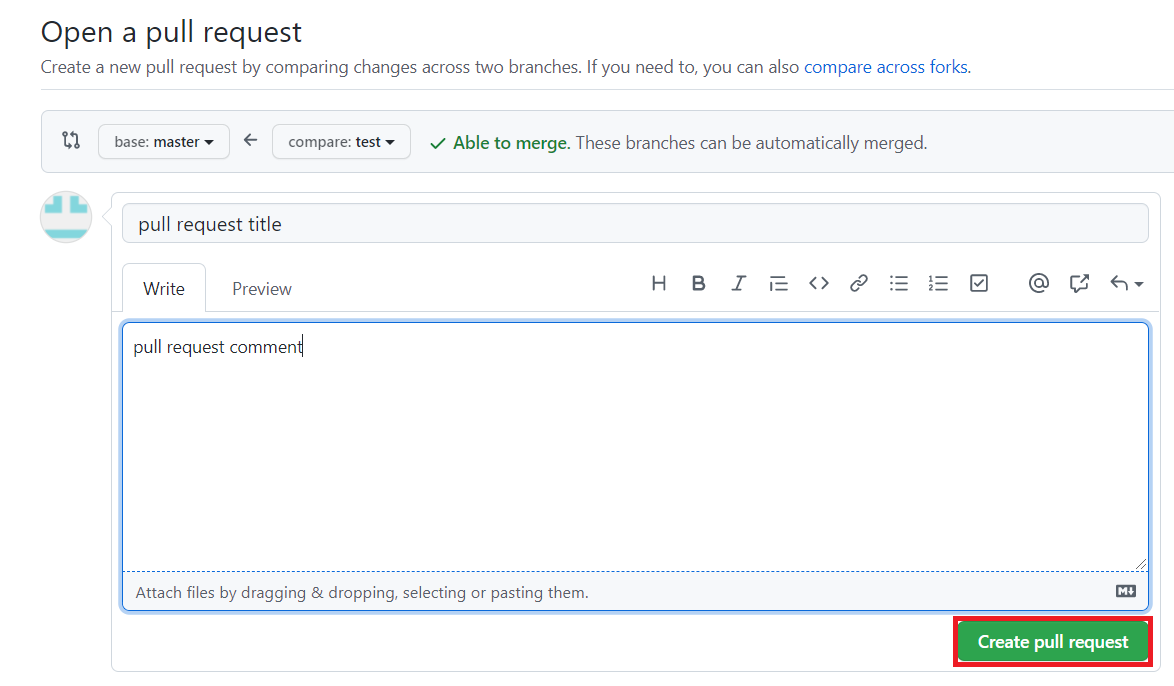 Open a pull request
Create a new pull request by comparing changes across two branches. If you need to, you can also compare across forks.
base: master compare: test Able to merge. These branches can be automatically merged.
pull request title
Write Preview
pull request comment
Attach files by dragging & dropping, selecting or pasting them.
Create pull request